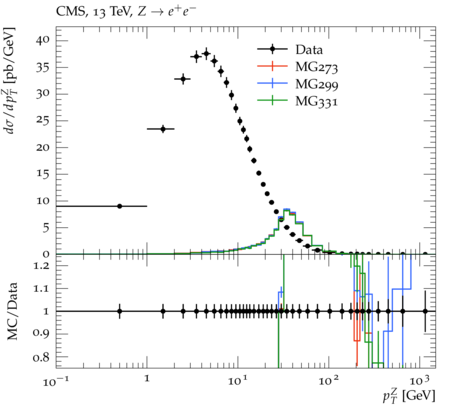 CMS, 13 TeV, Z → e⁺e⁻
dσ/dp_T^Z [pb/GeV]
40
35
30
25
20
15
10
5
0
Data
MG273
MG299
MG331
MC/Data
1.2
1.1
1
0.9
0.8
10⁻¹
1
10¹
10²
10³
p_T^Z [GeV]